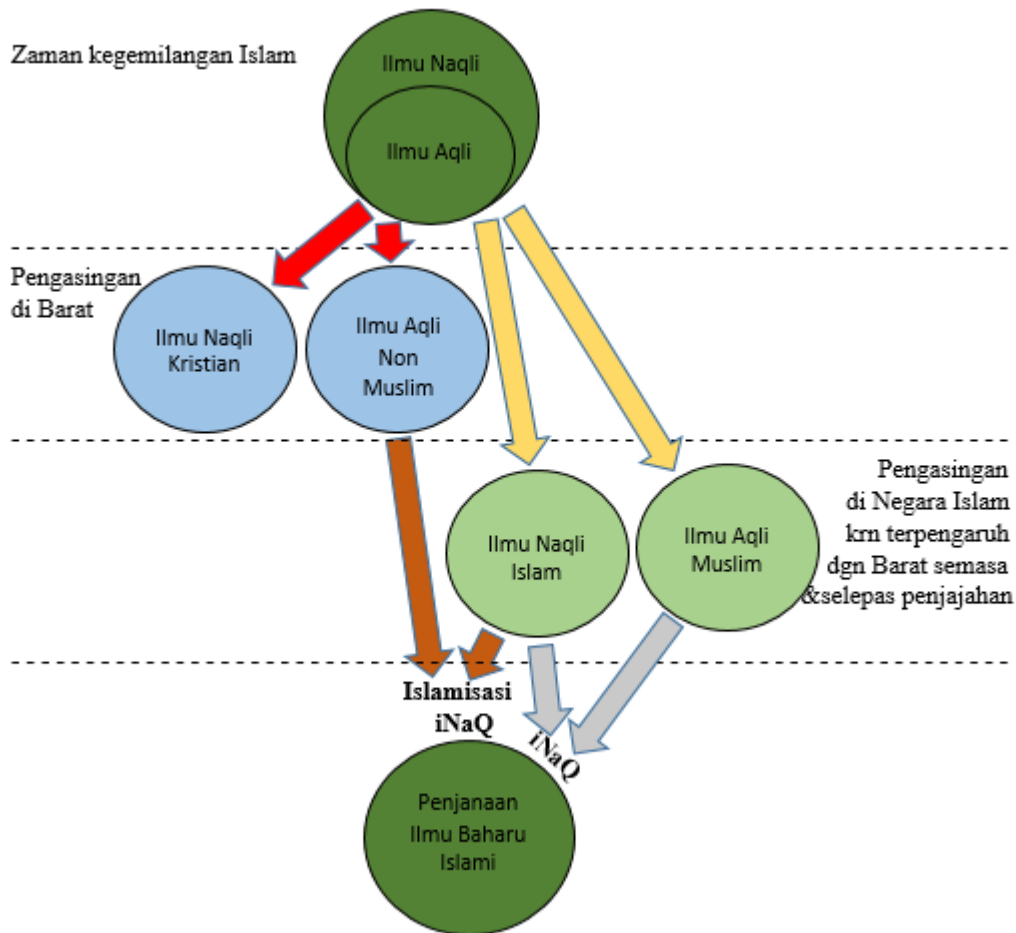 Zaman kegemilangan Islam
Ilmu Naqli
Ilmu Aqli
Pengasingan
di Barat
Ilmu Naqli
Kristian
Ilmu Aqli
Non
Muslim
Ilmu Naqli
Islam
Ilmu Aqli
Muslim
Pengasingan
di Negara Islam
krn terpengaruh
dgn Barat semasa
&selepas penjajahan
Islamisasi
iNaQ
iNaQ
Penjanaan
Ilmu Baharu
Islami